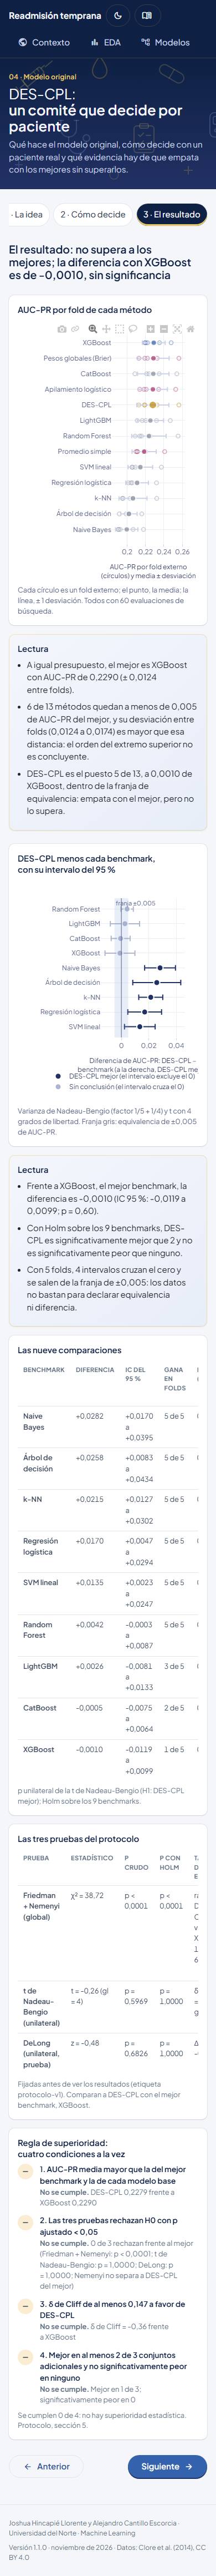 Readmisión temprana
Contexto
EDA
Modelos
04 · Modelo original
DES-CPL:
un comité que decide por
paciente
Qué hace el modelo original, cómo decide con un
paciente real y qué evidencia hay de que empata
con los mejores sin superarlos.
· La idea
2 · Cómo decide
3 · El resultado
El resultado: no supera a los
mejores; la diferencia con XGBoost
es de -0,0010, sin significancia
AUC-PR por fold de cada método
XGBoost
Pesos globales (Brier)
CatBoost
Apilamiento logístico
DES-CPL
LightGBM
Random Forest
Promedio simple
SVM lineal
Regresión logística
k-NN
Árbol de decisión
Naive Bayes
0,2 0,22 0,24 0,26
AUC-PR por fold externo
(círculos) y media ± desviación
Cada círculo es un fold externo; el punto, la media; la
línea, ± 1 desviación. Todos con 60 evaluaciones de
búsqueda.
Lectura
A igual presupuesto, el mejor es XGBoost
con AUC-PR de 0,2290 (± 0,0124
entre folds).
6 de 13 métodos quedan a menos de 0,005
de AUC-PR del mejor, y su desviación entre
folds (0,0124 a 0,0174) es mayor que esa
distancia: el orden del extremo no es
concluyente.
DES-CPL es el puesto 5 de 13, a 0,0010 de
XGBoost, dentro de la franja de
equivalencia: empata con el mejor, pero no
lo supera.
DES-CPL menos cada benchmark,
con su intervalo del 95 %
franja ±0,005
Random Forest
LightGBM
CatBoost
XGBoost
Naive Bayes
Árbol de decisión
k-NN
Regresión logística
SVM lineal
0 0,02 0,04
Diferencia de AUC-PR: DES-CPL −
benchmark (a la derecha, DES-CPL me
DES-CPL mejor (el intervalo excluye el 0)
Sin conclusión (el intervalo cruza el 0)
Varianza de Nadeau-Bengio (factor 1/5 + 1/4) y t con 4
grados de libertad. Franja gris: equivalencia de ±0,005
de AUC-PR.
Lectura
Frente a XGBoost, el mejor benchmark, la
diferencia es -0,0010 (IC 95 %: -0,0119 a
0,0099; p = 0,60).
Con Holm sobre los 9 benchmarks, DES-
CPL es significativamente mejor que 2 y no
es significativamente peor que ninguno.
Con 5 folds, 4 intervalos cruzan el cero y
se salen de la franja de ±0,005: los datos
no bastan para declarar equivalencia
ni diferencia.
Las nueve comparaciones
BENCHMARK DIFERENCIA IC DEL 95 % GANA EN FOLDS
Naive Bayes +0,0282 +0,0170 a +0,0395 5 de 5
Árbol de decisión +0,0258 +0,0083 a +0,0434 5 de 5
k-NN +0,0215 +0,0127 a +0,0302 5 de 5
Regresión logística +0,0170 +0,0047 a +0,0294 5 de 5
SVM lineal +0,0135 +0,0023 a +0,0247 5 de 5
Random Forest +0,0042 -0,0003 a +0,0087 5 de 5
LightGBM +0,0026 -0,0081 a +0,0133 3 de 5
CatBoost -0,0005 -0,0075 a +0,0064 2 de 5
XGBoost -0,0010 -0,0119 a +0,0099 1 de 5
p unilateral de la t de Nadeau-Bengio (H1: DES-CPL
mejor); Holm sobre los 9 benchmarks.
Las tres pruebas del protocolo
PRUEBA ESTADÍSTICO P CRUDO P CON HOLM
Friedman + Nemenyi (global) χ² = 38,72 p < 0,0001 p < 0,0001
t de Nadeau-Bengio (unilateral) t = -0,26 (gl = 4) p = 0,5969 p = 1,0000
DeLong (unilateral, prueba) z = -0,48 p = 0,6826 p = 1,0000
Fijadas antes de ver los resultados (etiqueta
protocolo-v1). Comparan a DES-CPL con el mejor
benchmark, XGBoost.
Regla de superioridad:
cuatro condiciones a la vez
1. AUC-PR media mayor que la del mejor
benchmark y la de cada modelo base
No se cumple. DES-CPL 0,2279 frente a
XGBoost 0,2290
2. Las tres pruebas rechazan H0 con p
ajustado < 0,05
No se cumple. 0 de 3 rechazan frente al mejor
(Friedman + Nemenyi: p < 0,0001; t de
Nadeau-Bengio: p = 1,0000; DeLong: p
= 1,0000; Nemenyi no separa a DES-CPL
del mejor)
3. δ de Cliff de al menos 0,147 a favor de
DES-CPL
No se cumple. δ de Cliff = -0,36 frente
a XGBoost
4. Mejor en al menos 2 de 3 conjuntos
adicionales y no significativamente peor
en ninguno
No se cumple. Mejor en 1 de 3;
significativamente peor en 0
Se cumplen 0 de 4: no hay superioridad estadística.
Protocolo, sección 5.
Anterior
Siguiente
Joshua Hincapié Llorente y Alejandro Cantillo Escorcia ·
Universidad del Norte · Machine Learning
Versión 1.1.0 · noviembre de 2026 · Datos: Clore et al. (2014), CC
BY 4.0